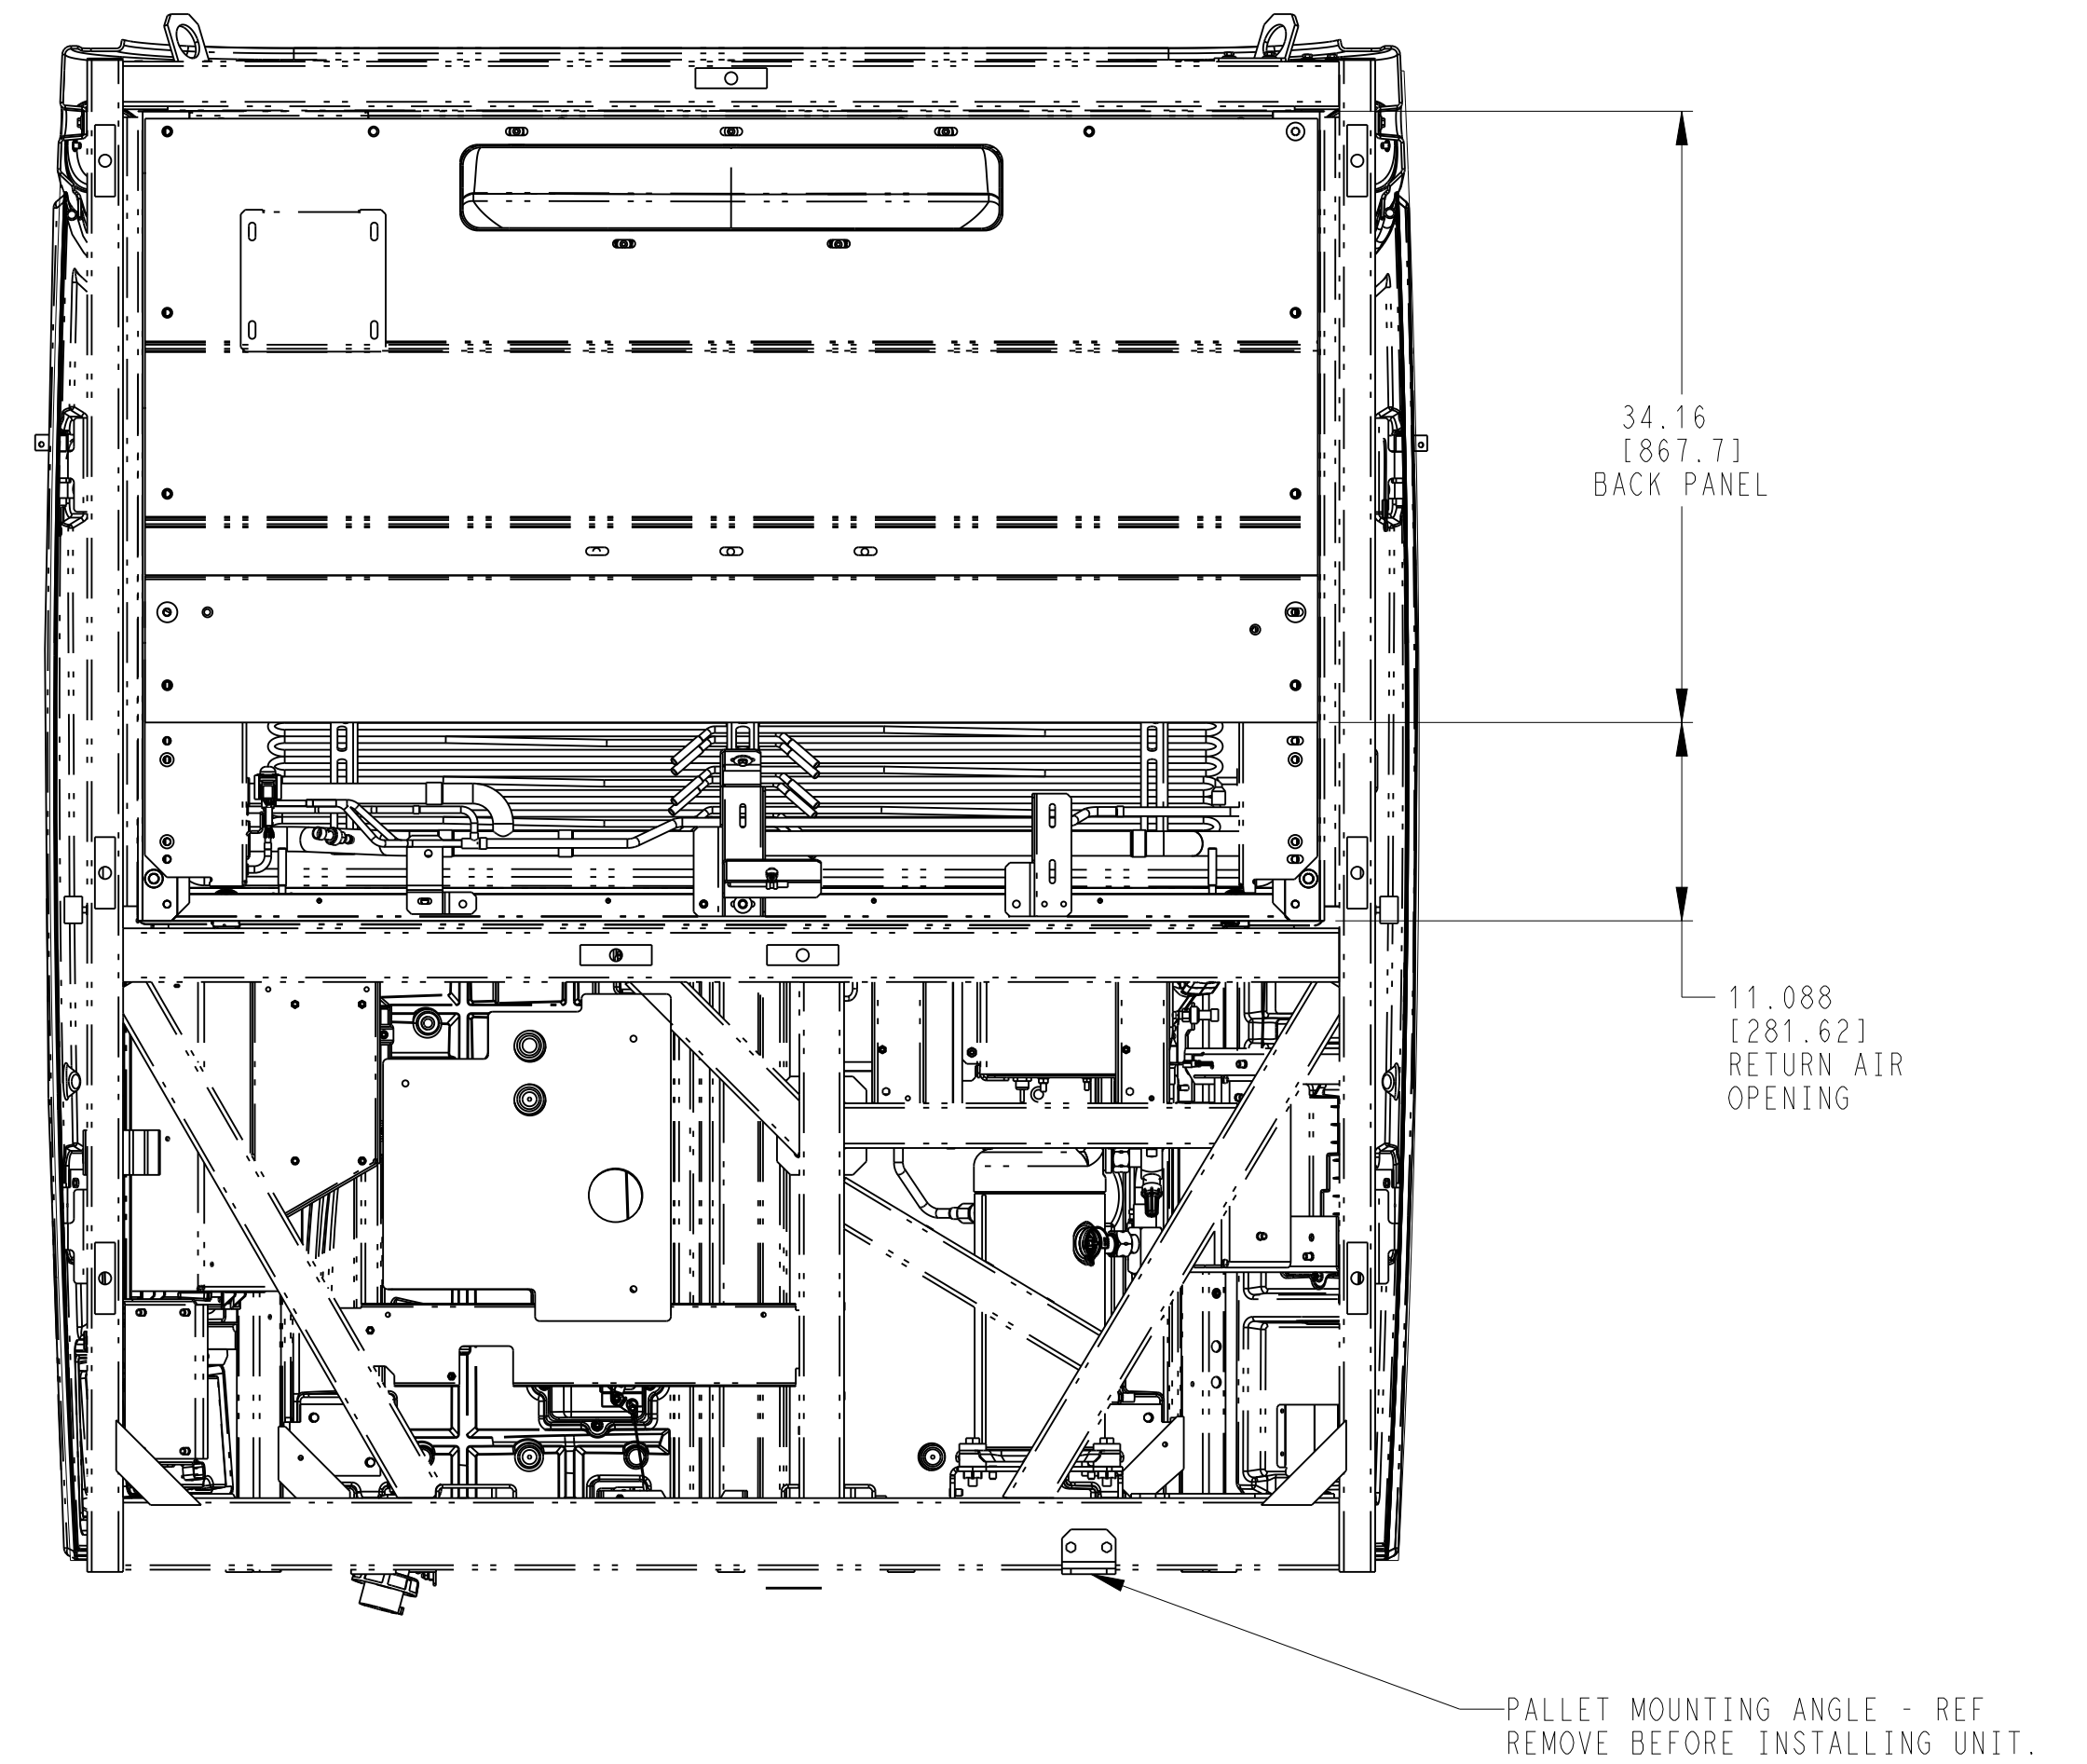 34.16
[867.7]
BACK PANEL
11.088
[281.62]
RETURN AIR
OPENING
PALLET MOUNTING ANGLE - REF
REMOVE BEFORE INSTALLING UNIT.